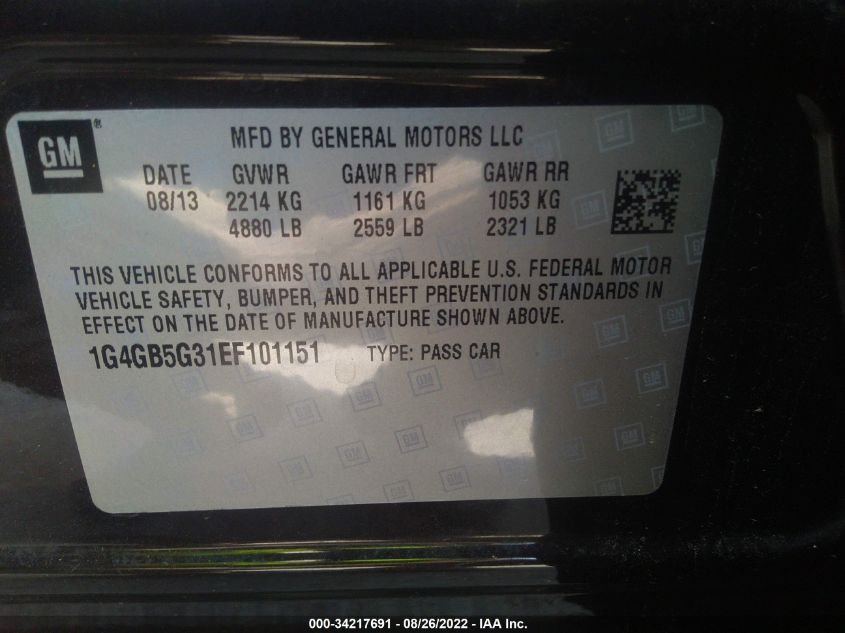 GM ®
MFD BY GENERAL MOTORS LLC
DATE GVWR GAWR FRT GAWR RR
08/13 2214 KG 1161 KG 1053 KG
4880 LB 2559 LB 2321 LB
THIS VEHICLE CONFORMS TO ALL APPLICABLE U.S. FEDERAL MOTOR
VEHICLE SAFETY, BUMPER, AND THEFT PREVENTION STANDARDS IN
EFFECT ON THE DATE OF MANUFACTURE SHOWN ABOVE.
1G4GB5G31EF101151 TYPE: PASS CAR
000-34217691 - 08/26/2022 - IAA Inc.